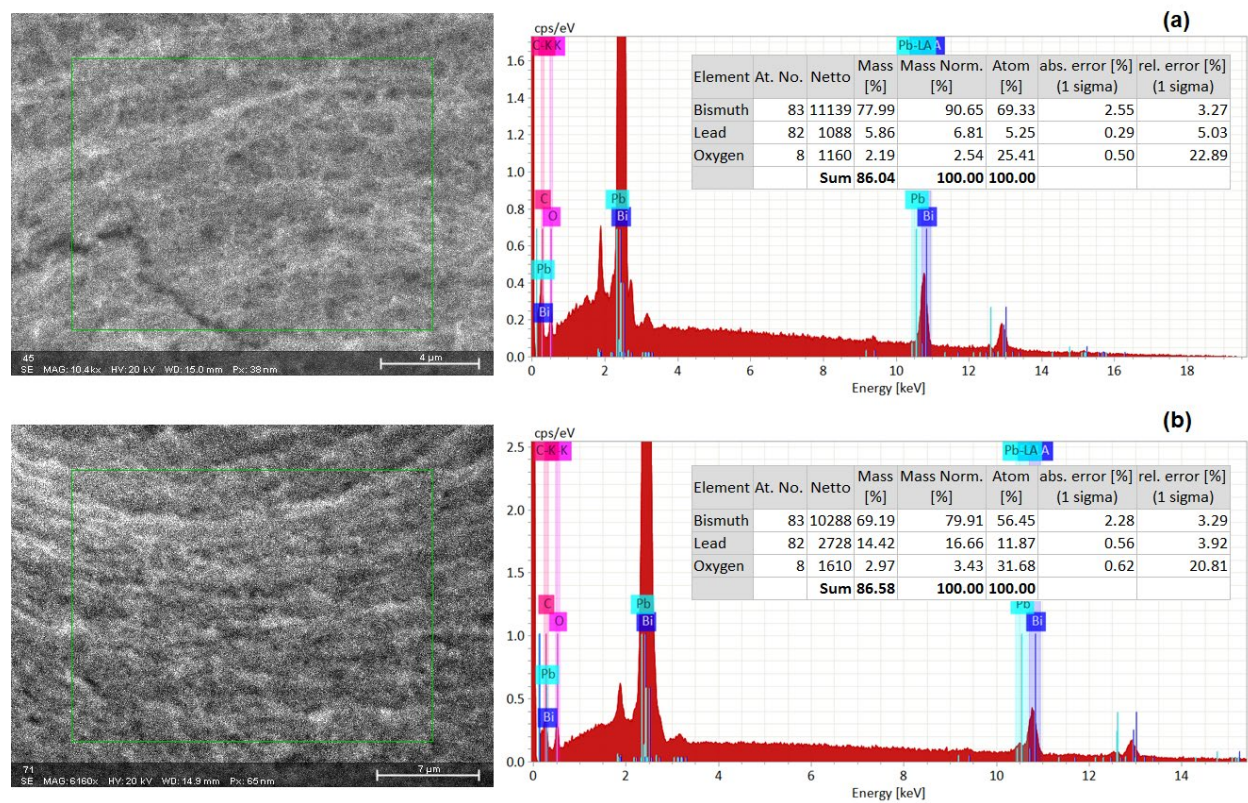 (a)
cps/eV
C-K K
Pb-LA A
1.6
1.4
1.2
1.0
0.8
0.6
0.4
0.2
0.0
Element At. No. Netto Mass [%] Mass Norm. [%] Atom [%] abs. error [%] (1 sigma) rel. error [%] (1 sigma)
Bismuth 83 11139 77.99 90.65 69.33 2.55 3.27
Lead 82 1088 5.86 6.81 5.25 0.29 5.03
Oxygen 8 1160 2.19 2.54 25.41 0.50 22.89
Sum 86.04 100.00 100.00
C Pb Pb
O Bi Bi
Pb
Bi
0 2 4 6 8 10 12 14 16 18
Energy [keV]
45
4 µm
SE MAG: 10.4kx HV: 20 kV WD: 15.0 mm Px: 38 nm
(b)
cps/eV
C-K K
Pb-LA A
2.5
2.0
1.5
1.0
0.5
0.0
Element At. No. Netto Mass [%] Mass Norm. [%] Atom [%] abs. error [%] (1 sigma) rel. error [%] (1 sigma)
Bismuth 83 10288 69.19 79.91 56.45 2.28 3.29
Lead 82 2728 14.42 16.66 11.87 0.56 3.92
Oxygen 8 1610 2.97 3.43 31.68 0.62 20.81
Sum 86.58 100.00 100.00
C Pb Pb
O Bi Bi
Pb
Bi
0 2 4 6 8 10 12 14
Energy [keV]
71
7 µm
SE MAG: 6160x HV: 20 kV WD: 14.9 mm Px: 65 nm